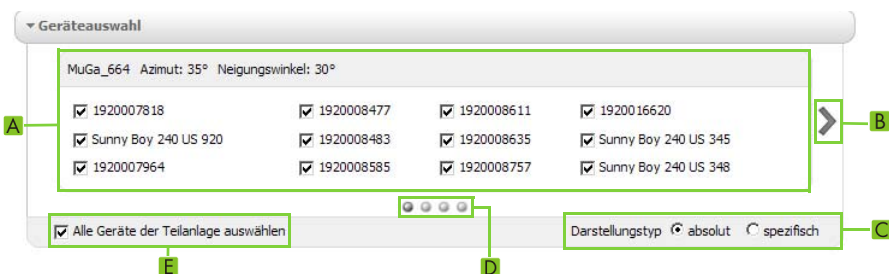 Geräteauswahl
MuGa_664 Azimut: 35° Neigungswinkel: 30°
1920007818 1920008477 1920008611 1920016620
Sunny Boy 240 US 920 1920008483 1920008635 Sunny Boy 240 US 345
1920007964 1920008585 1920008757 Sunny Boy 240 US 348
A
B
Alle Geräte der Teilanlage auswählen Darstellungstyp absolut spezifisch
C
E
D